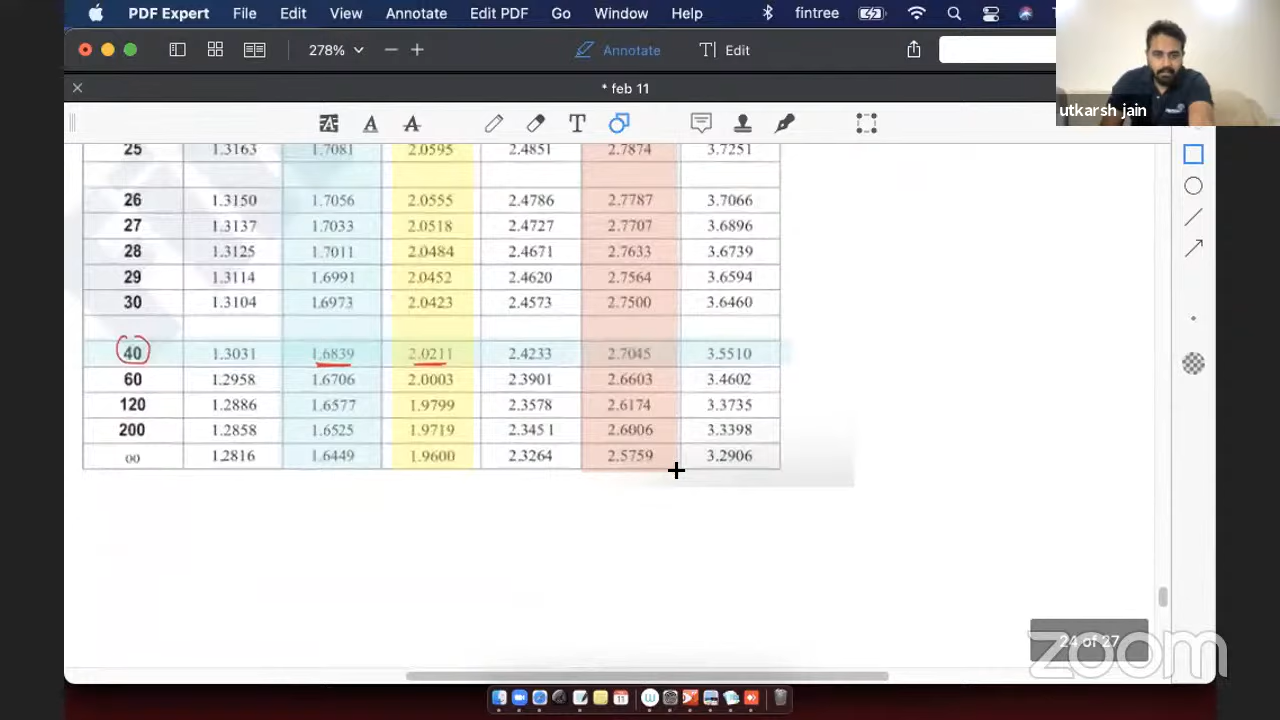 PDF Expert File Edit View Annotate Edit PDF Go Window Help fintree
278% Annotate T Edit
* feb 11
utkarsh jain
A A A T
25 1.3163 1.7081 2.0595 2.4851 2.7874 3.7251
26 1.3150 1.7056 2.0555 2.4786 2.7787 3.7066
27 1.3137 1.7033 2.0518 2.4727 2.7707 3.6896
28 1.3125 1.7011 2.0484 2.4671 2.7633 3.6739
29 1.3114 1.6991 2.0452 2.4620 2.7564 3.6594
30 1.3104 1.6973 2.0423 2.4573 2.7500 3.6460
40 1.3031 1.6839 2.0211 2.4233 2.7045 3.5510
60 1.2958 1.6706 2.0003 2.3901 2.6603 3.4602
120 1.2886 1.6577 1.9799 2.3578 2.6174 3.3735
200 1.2858 1.6525 1.9719 2.3451 2.6006 3.3398
∞ 1.2816 1.6449 1.9600 2.3264 2.5759 3.2906
24 of 27
zoom